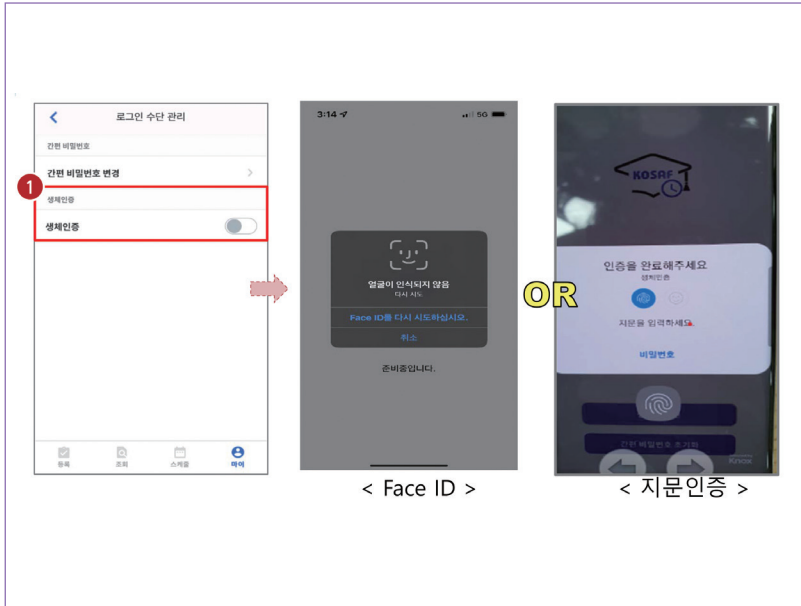 로그인 수단 관리
간편 비밀번호
간편 비밀번호 변경
1
생체인증
생체인증
등록
조회
스케줄
마이
3:14
5G
얼굴이 인식되지 않음
다시 시도
Face ID를 다시 시도하십시오.
취소
준비중입니다.
< Face ID >
OR
KOSAF
인증을 완료해주세요
생체인증
지문을 입력하세요.
비밀번호
간편 비밀번호 초기화
Knox
< 지문인증 >